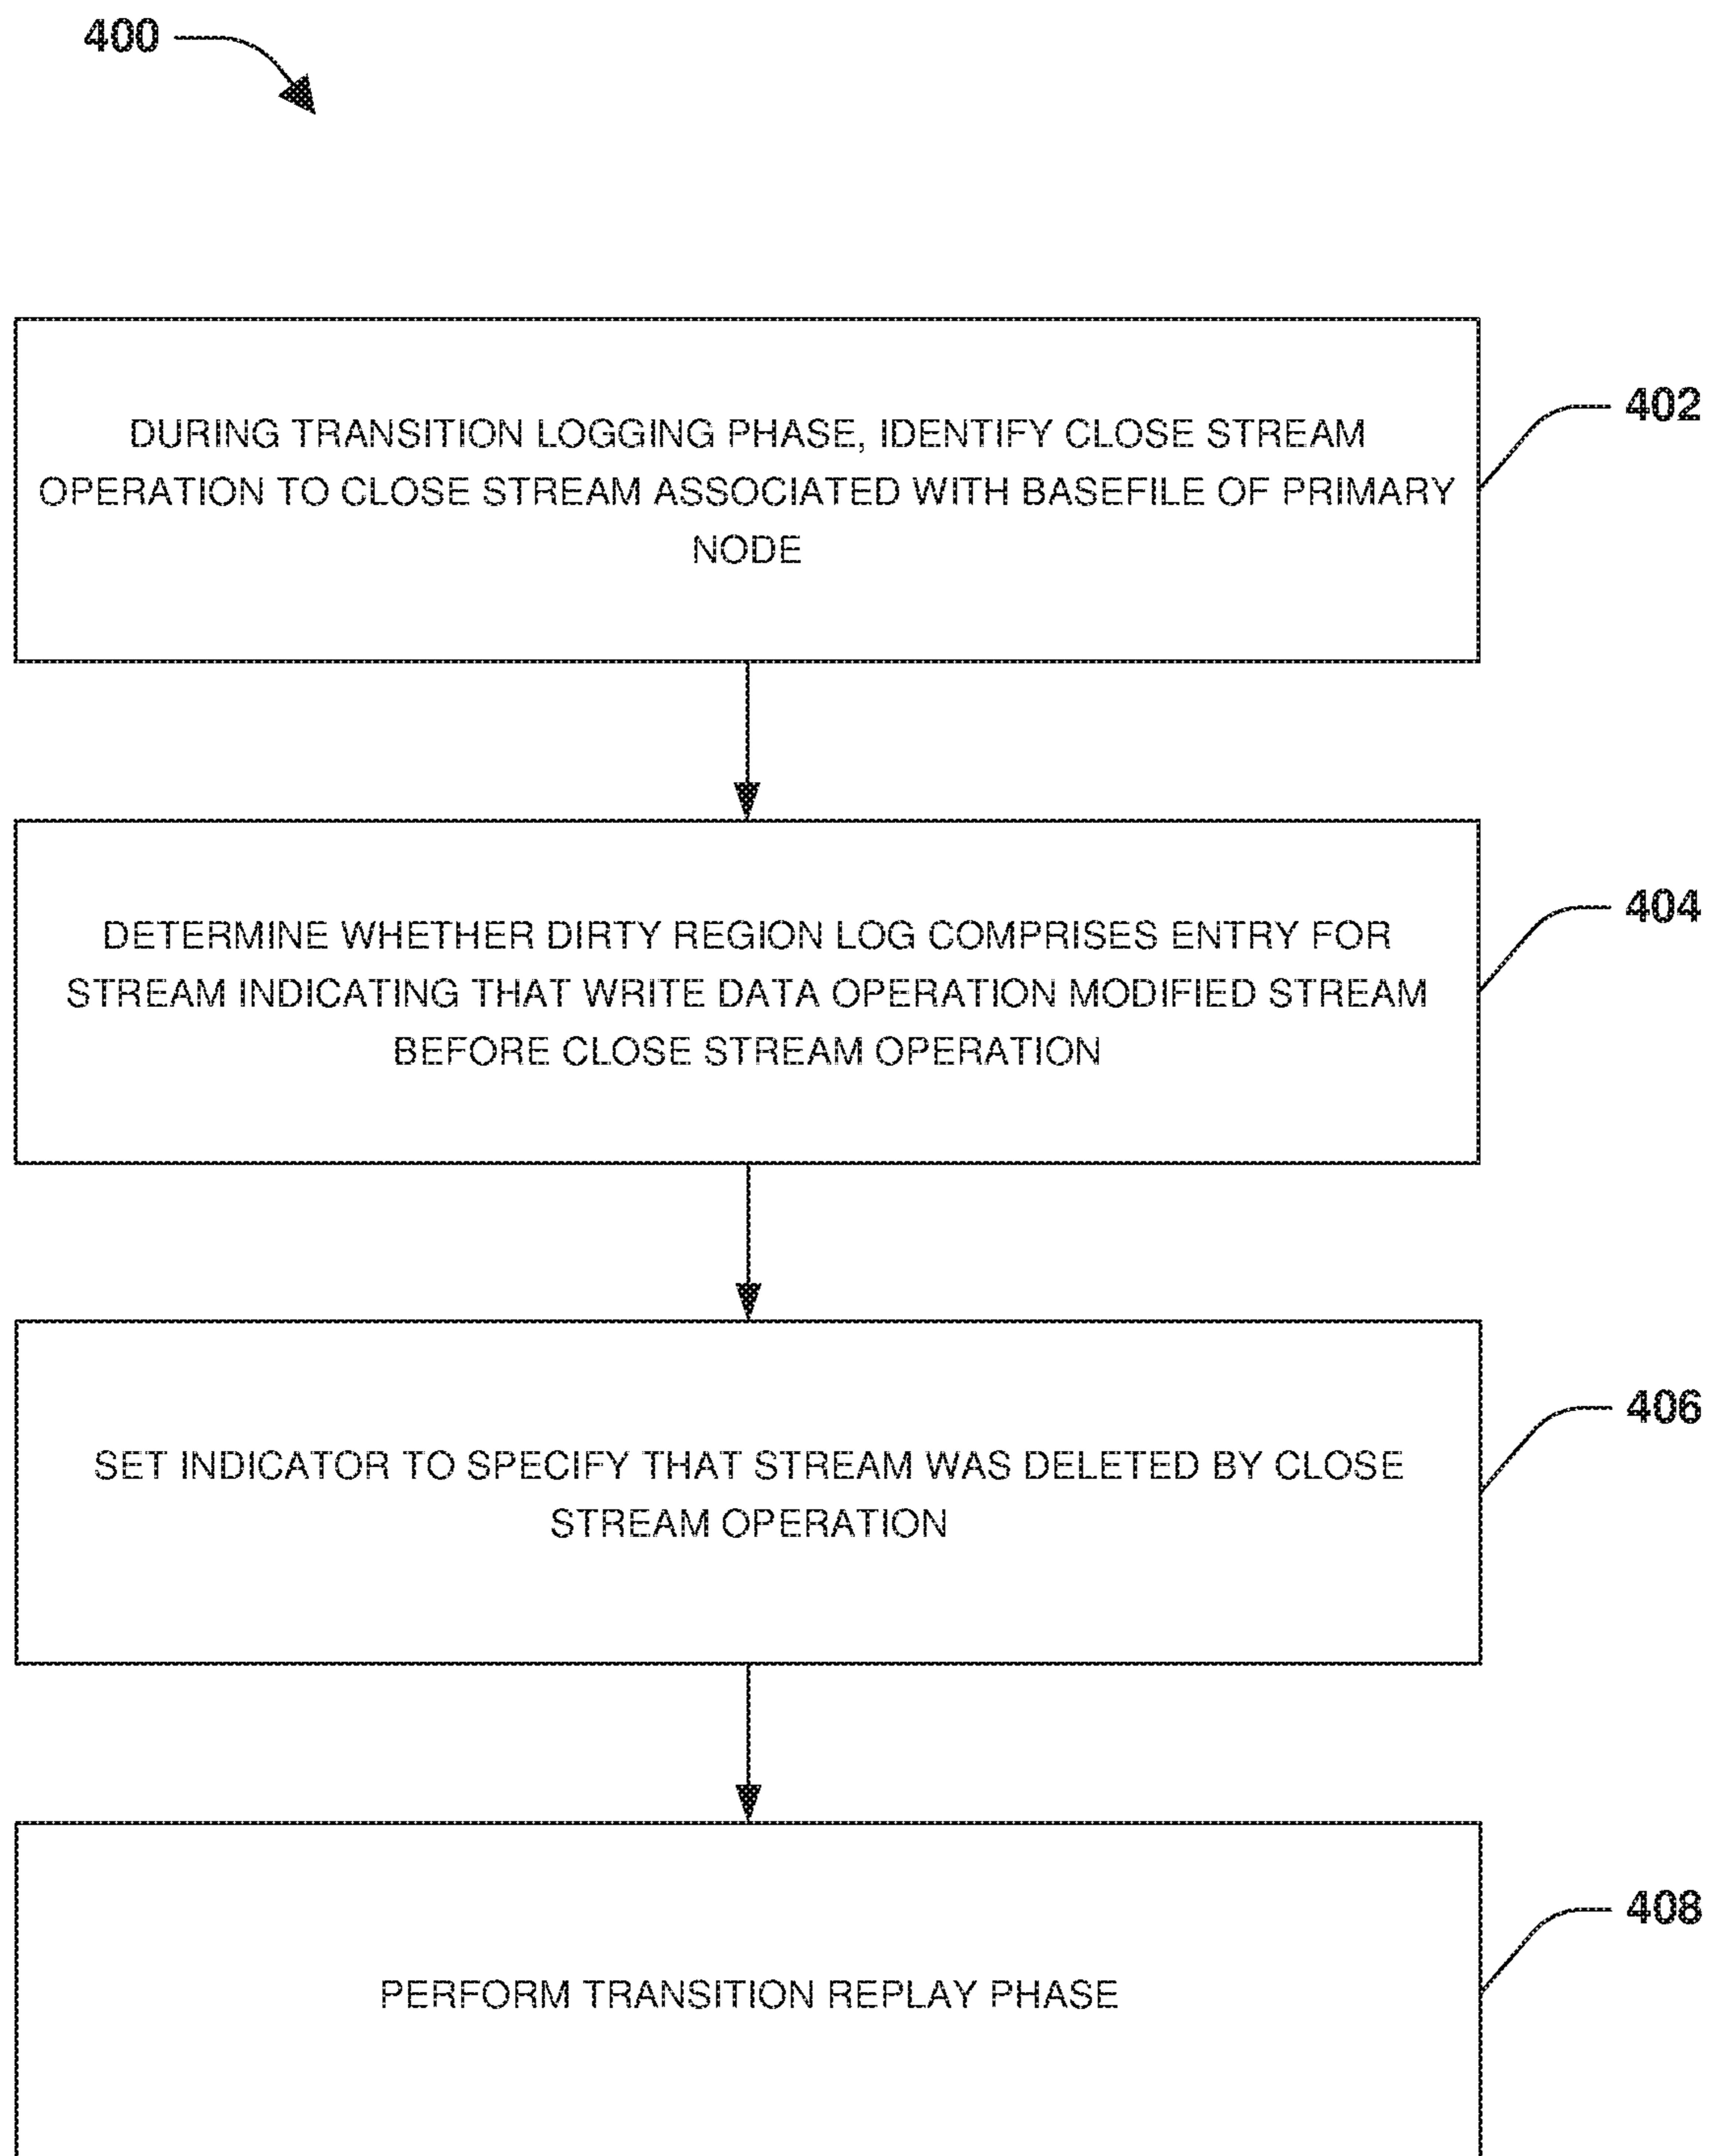 400
DURING TRANSITION LOGGING PHASE, IDENTIFY CLOSE STREAM
OPERATION TO CLOSE STREAM ASSOCIATED WITH BASEFILE OF PRIMARY
NODE
402
DETERMINE WHETHER DIRTY REGION LOG COMPRISES ENTRY FOR
STREAM INDICATING THAT WRITE DATA OPERATION MODIFIED STREAM
BEFORE CLOSE STREAM OPERATION
404
SET INDICATOR TO SPECIFY THAT STREAM WAS DELETED BY CLOSE
STREAM OPERATION
406
PERFORM TRANSITION REPLAY PHASE
408